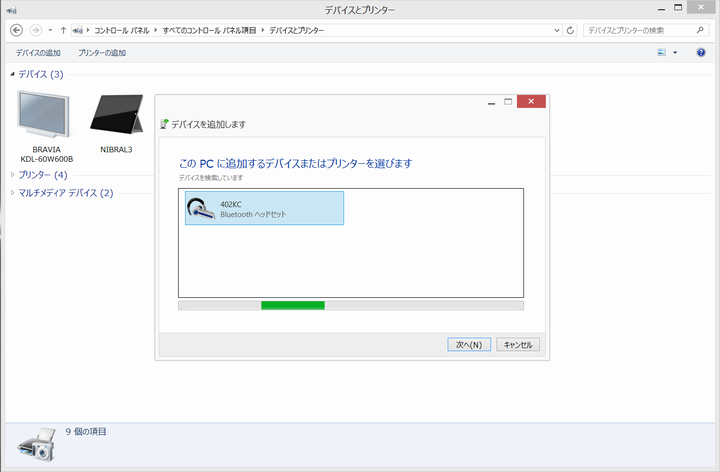 デバイスとプリンター
コントロール パネル
すべてのコントロール パネル項目
デバイスとプリンター
デバイスとプリンターの検索
デバイスの追加
プリンターの追加
デバイス (3)
BRAVIA
KDL-60W600B
NIBRAL3
プリンター (4)
マルチメディア デバイス (2)
デバイスを追加します
この PC に追加するデバイスまたはプリンターを選びます
デバイスを検索しています
402KC
Bluetooth ヘッドセット
次へ(N)
キャンセル
9 個の項目